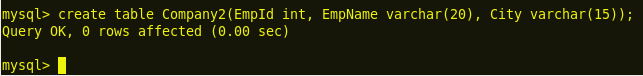 mysql> create table Company2(EmpId int, EmpName varchar(20), City varchar(15));
Query OK, 0 rows affected (0.00 sec)
mysql>